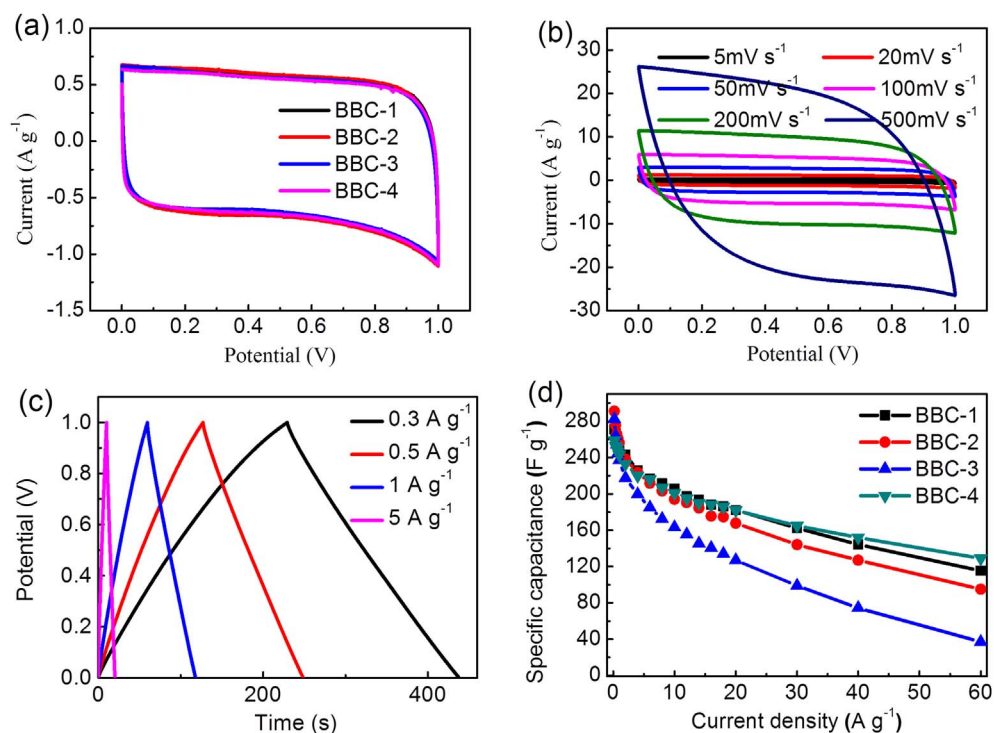 (a)
1.0
0.5
0.0
-0.5
-1.0
-1.5
Current (A g⁻¹)
BBC-1
BBC-2
BBC-3
BBC-4
0.0 0.2 0.4 0.6 0.8 1.0
Potential (V)
(b)
30
20
10
0
-10
-20
-30
Current (A g⁻¹)
5mV s⁻¹ 20mV s⁻¹
50mV s⁻¹ 100mV s⁻¹
200mV s⁻¹ 500mV s⁻¹
0.0 0.2 0.4 0.6 0.8 1.0
Potential (V)
(c)
1.0
0.8
0.6
0.4
0.2
0.0
Potential (V)
0.3 A g⁻¹
0.5 A g⁻¹
1 A g⁻¹
5 A g⁻¹
0 200 400
Time (s)
(d)
280
240
200
160
120
80
40
0
Specific capacitance (F g⁻¹)
BBC-1
BBC-2
BBC-3
BBC-4
0 10 20 30 40 50 60
Current density (A g⁻¹)